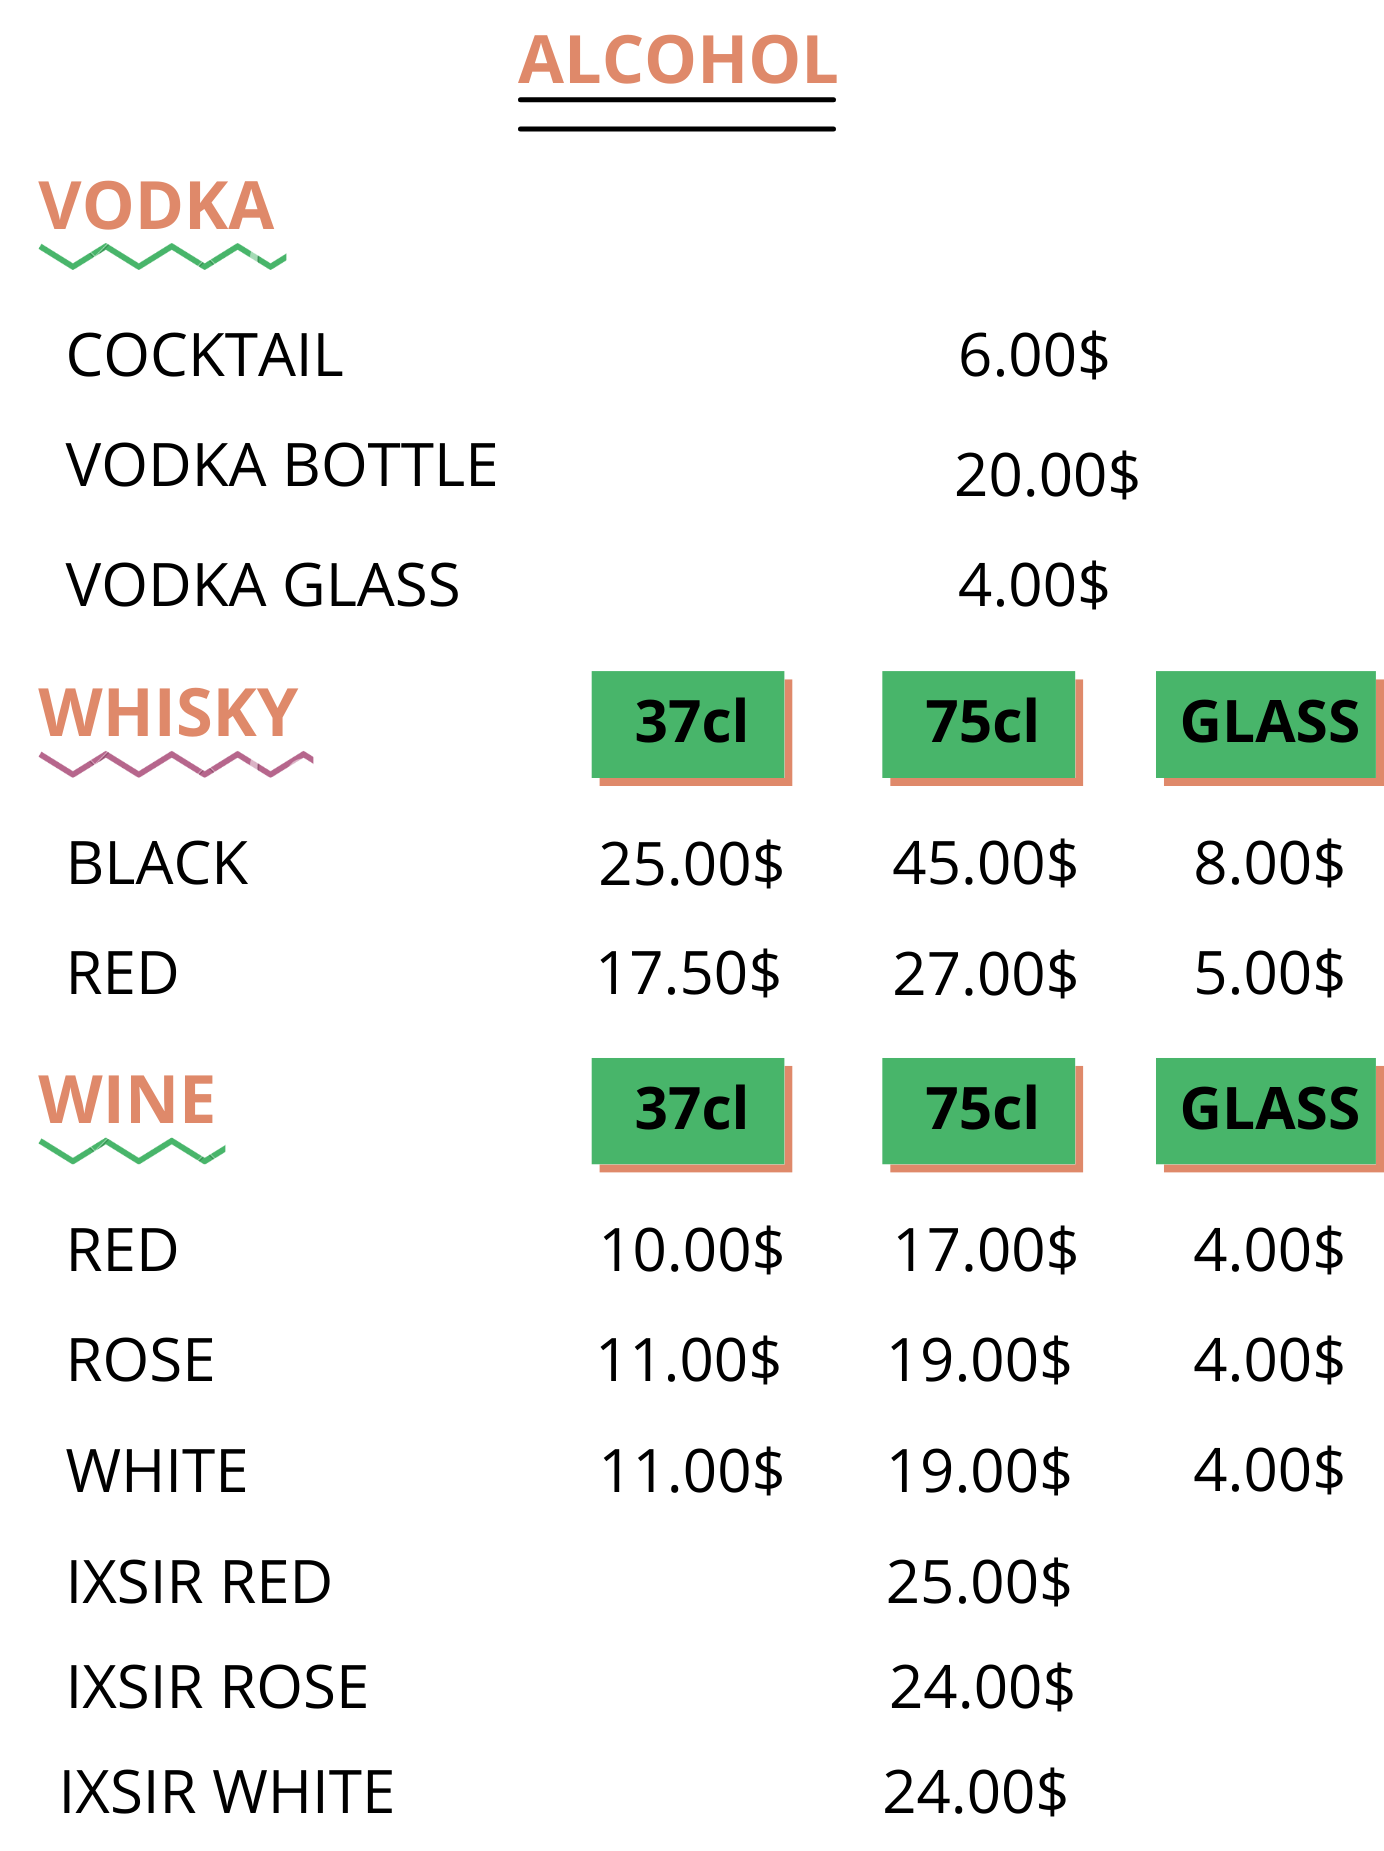 ALCOHOL
VODKA
COCKTAIL 6.00$
VODKA BOTTLE 20.00$
VODKA GLASS 4.00$
WHISKY 37cl 75cl GLASS
BLACK 25.00$ 45.00$ 8.00$
RED 17.50$ 27.00$ 5.00$
WINE 37cl 75cl GLASS
RED 10.00$ 17.00$ 4.00$
ROSE 11.00$ 19.00$ 4.00$
WHITE 11.00$ 19.00$ 4.00$
IXSIR RED 25.00$
IXSIR ROSE 24.00$
IXSIR WHITE 24.00$